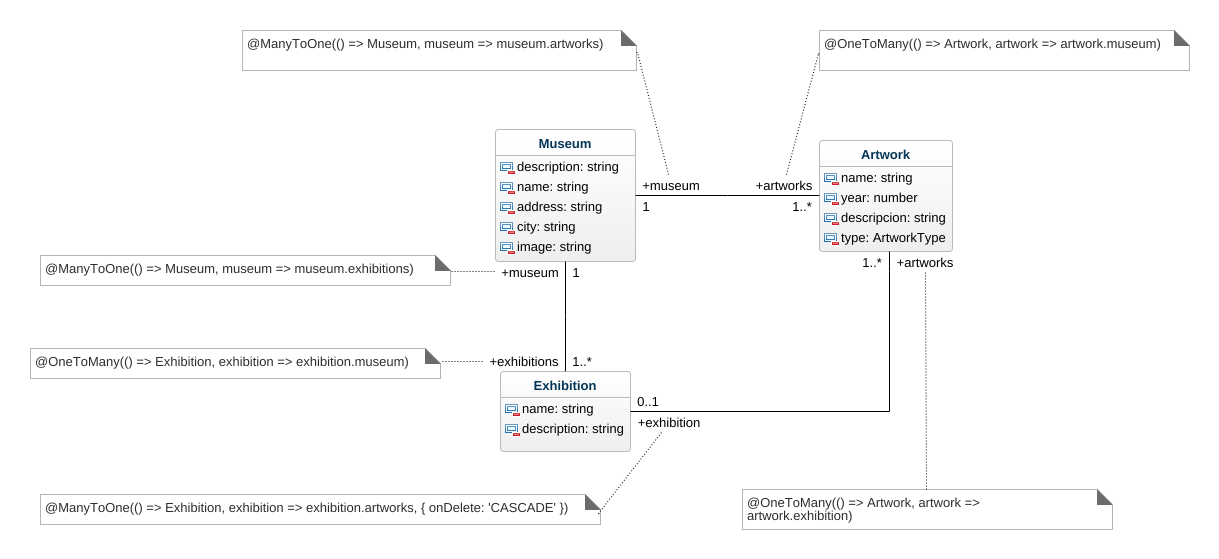 @ManyToOne(() => Museum, museum => museum.artworks)
@OneToMany(() => Artwork, artwork => artwork.museum)
Museum
description: string
name: string
address: string
city: string
image: string
+museum
1
+artworks
1..*
Artwork
name: string
year: number
descripcion: string
type: ArtworkType
@ManyToOne(() => Museum, museum => museum.exhibitions)
+museum
1
1..*
+artworks
@OneToMany(() => Exhibition, exhibition => exhibition.museum)
+exhibitions
1..*
Exhibition
name: string
description: string
0..1
+exhibition
@ManyToOne(() => Exhibition, exhibition => exhibition.artworks, { onDelete: 'CASCADE' })
@OneToMany(() => Artwork, artwork =>
artwork.exhibition)